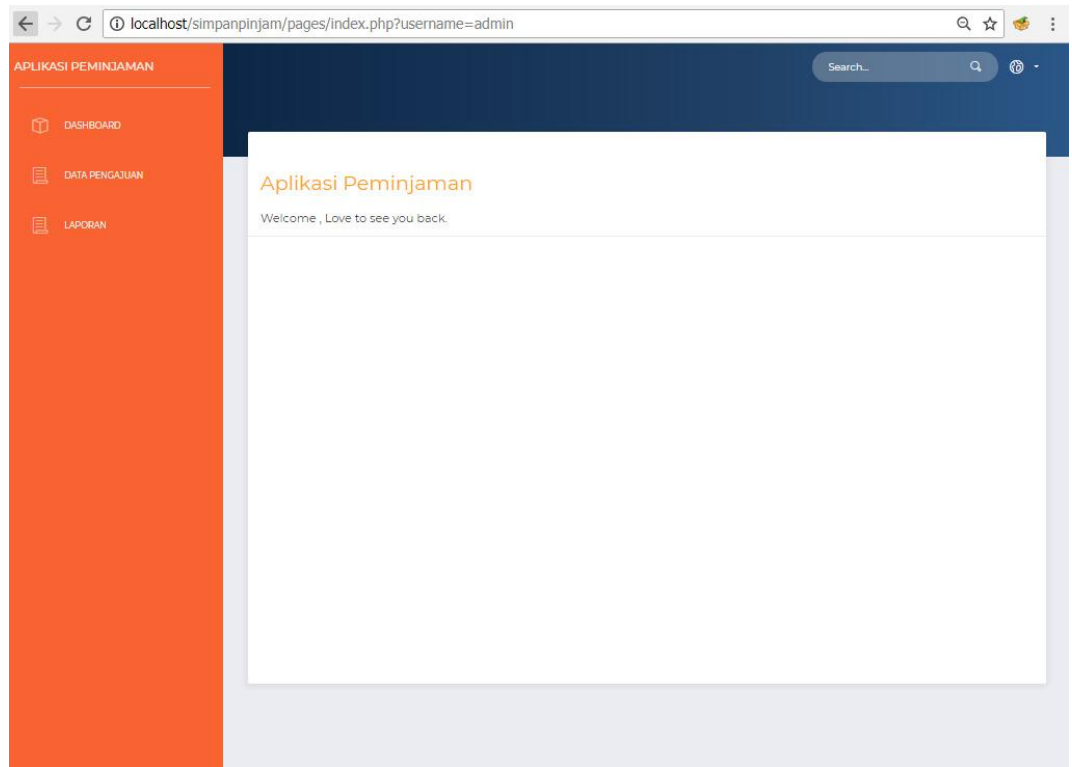 localhost/simpanpinjam/pages/index.php?username=admin
APLIKASI PEMINJAMAN
Search...
DASHBOARD
DATA PENGAJUAN
LAPORAN
Aplikasi Peminjaman
Welcome , Love to see you back.